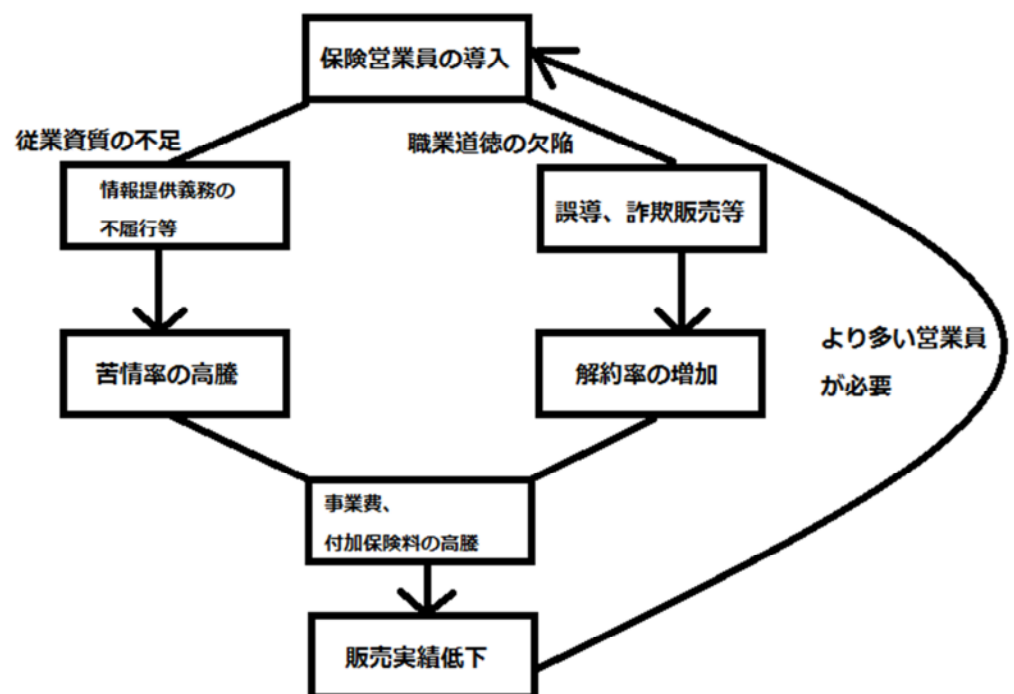 保険営業員の導入
従業資質の不足
職業道徳の欠陥
情報提供義務の
不履行等
誤導、詐欺販売等
苦情率の高騰
解約率の増加
より多い営業員
が必要
事業費、
付加保険料の高騰
販売実績低下